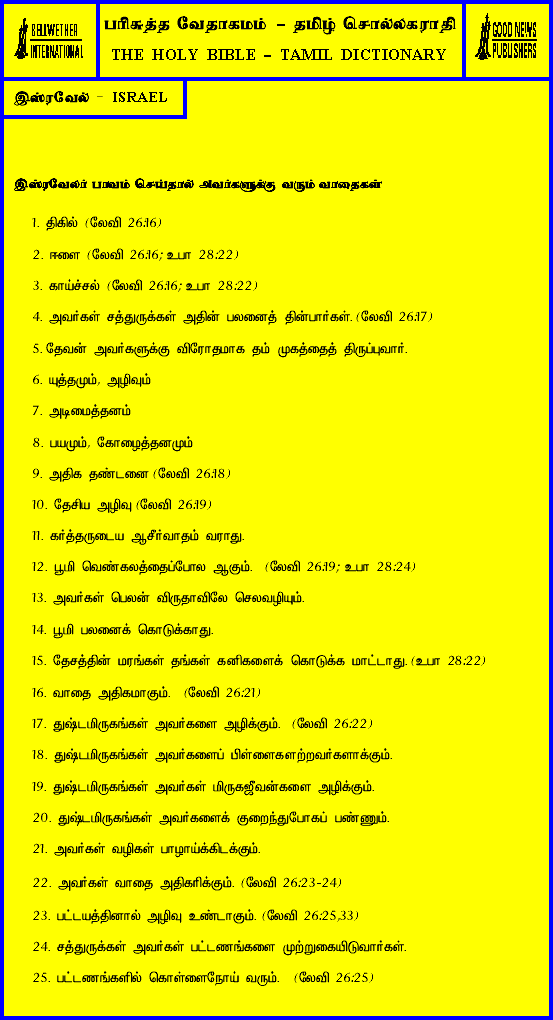 BELLWETHER
INTERNATIONAL
பரிசுத்த வேதாகமம் – தமிழ் சொல்லகராதி
THE HOLY BIBLE – TAMIL DICTIONARY
GOOD NEWS
PUBLISHERS
இஸ்ரவேல் – ISRAEL
இஸ்ரவேலர் பாவம் செய்தால் அவர்களுக்கு வரும் வாதைகள்
1. திகில் (லேவி 26:16)
2. ஈளை (லேவி 26:16; உபா 28:22)
3. காய்ச்சல் (லேவி 26:16; உபா 28:22)
4. அவர்கள் சத்துருக்கள் அதின் பலனைத் தின்பார்கள். (லேவி 26:17)
5. தேவன் அவர்களுக்கு விரோதமாக தம் முகத்தைத் திருப்புவார்.
6. யுத்தமும், அழிவும்
7. அடிமைத்தனம்
8. பயமும், கோழைத்தனமும்
9. அதிக தண்டனை (லேவி 26:18)
10. தேசிய அழிவு (லேவி 26:19)
11. கர்த்தருடைய ஆசீர்வாதம் வராது.
12. பூமி வெண்கலத்தைப்போல ஆகும். (லேவி 26:19; உபா 28:24)
13. அவர்கள் பெலன் விருதாவிலே செலவழியும்.
14. பூமி பலனைக் கொடுக்காது.
15. தேசத்தின் மரங்கள் தங்கள் கனிகளைக் கொடுக்க மாட்டாது. (உபா 28:22)
16. வாதை அதிகமாகும். (லேவி 26:21)
17. துஷ்டமிருகங்கள் அவர்களை அழிக்கும். (லேவி 26:22)
18. துஷ்டமிருகங்கள் அவர்களைப் பிள்ளைகளற்றவர்களாக்கும்.
19. துஷ்டமிருகங்கள் அவர்கள் மிருகஜீவன்களை அழிக்கும்.
20. துஷ்டமிருகங்கள் அவர்களைக் குறைந்துபோகப் பண்ணும்.
21. அவர்கள் வழிகள் பாழாய்க்கிடக்கும்.
22. அவர்கள் வாதை அதிகரிக்கும். (லேவி 26:23-24)
23. பட்டயத்தினால் அழிவு உண்டாகும். (லேவி 26:25,33)
24. சத்துருக்கள் அவர்கள் பட்டணங்களை முற்றுகையிடுவார்கள்.
25. பட்டணங்களில் கொள்ளைநோய் வரும். (லேவி 26:25)